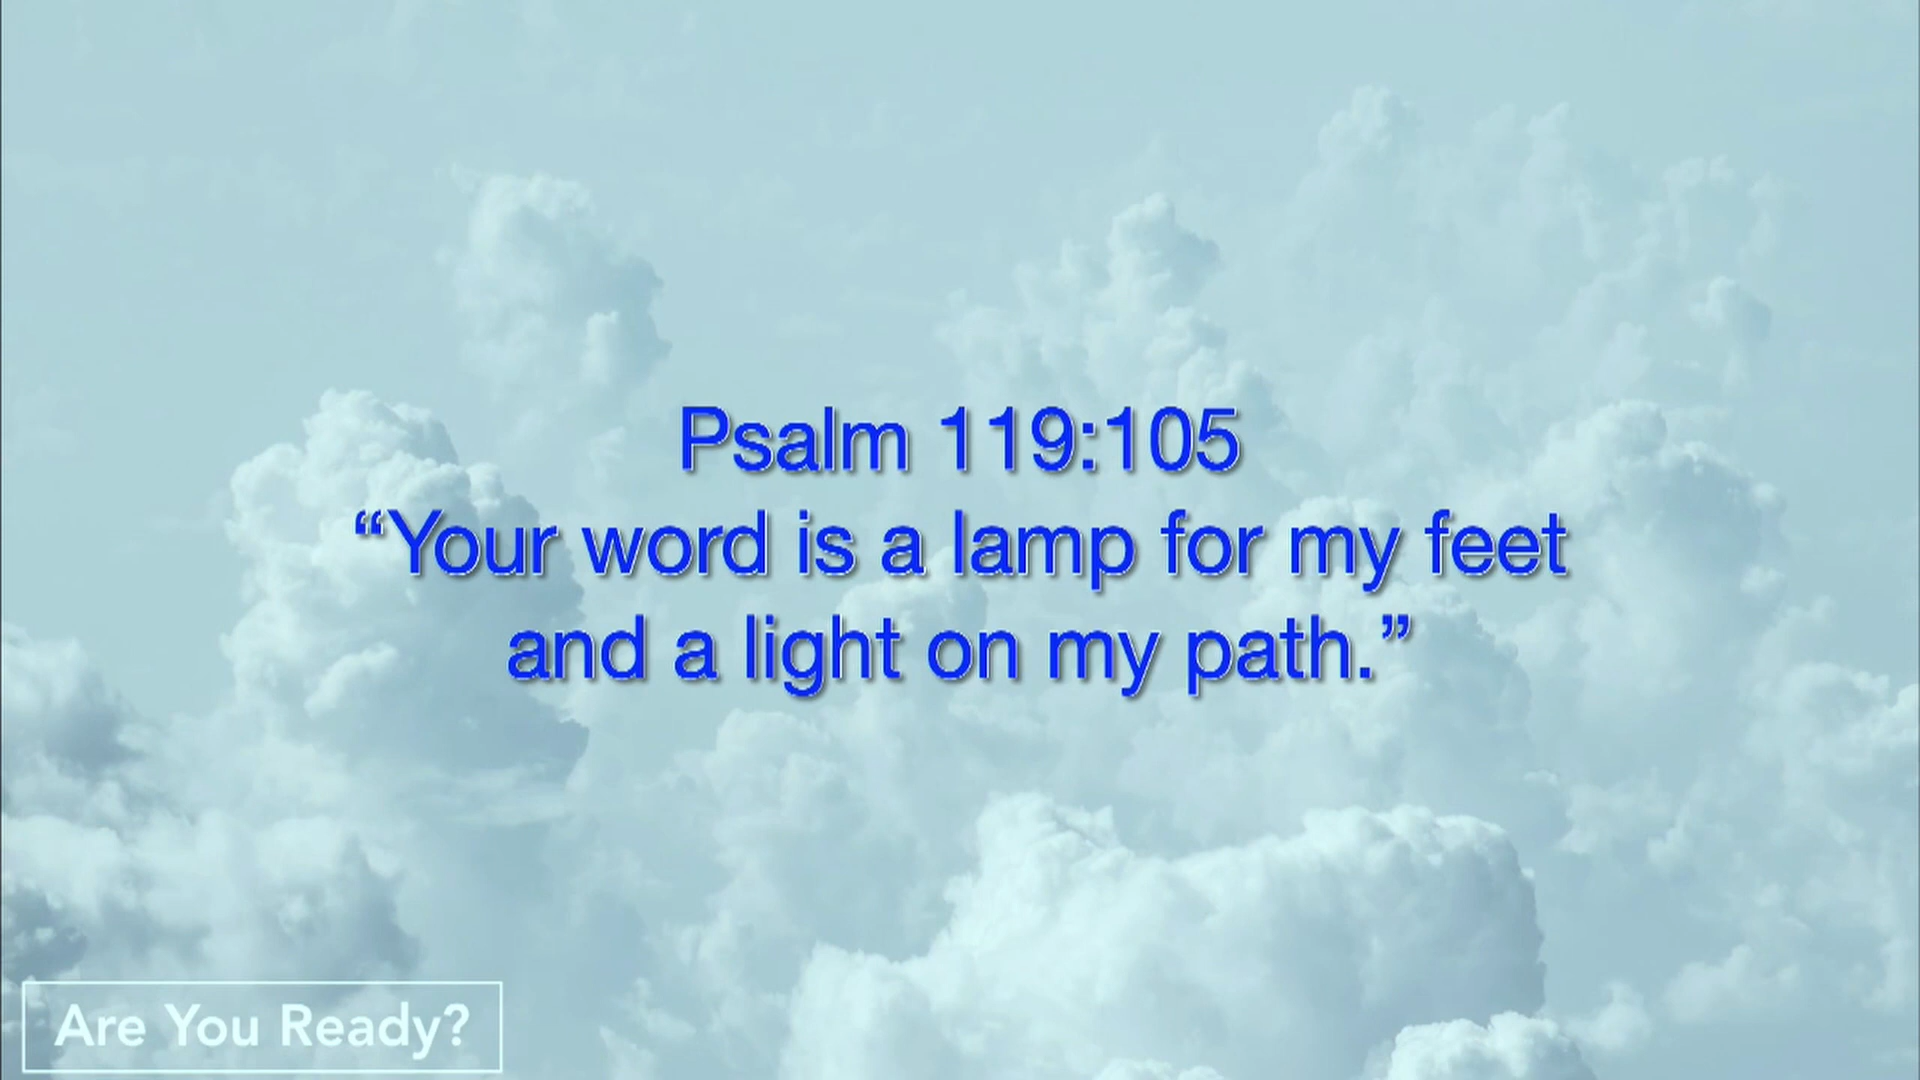 Psalm 119:105
“Your word is a lamp for my feet
and a light on my path.”
Are You Ready?